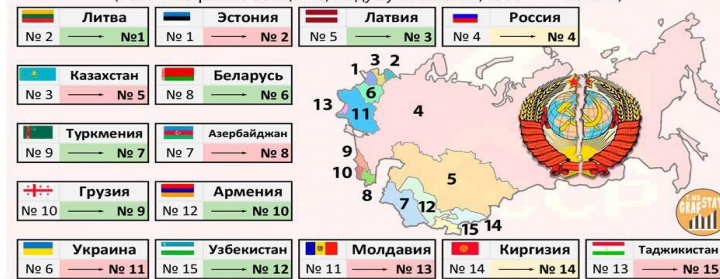 Литва
№ 2 → №1
Эстония
№ 1 → № 2
Латвия
№ 5 → № 3
Россия
№ 4 → № 4
Казахстан
№ 3 → № 5
Беларусь
№ 8 → № 6
Туркмения
№ 9 → № 7
Азербайджан
№ 7 → № 8
Грузия
№ 10 → № 9
Армения
№ 12 → № 10
Украина
№ 6 → № 11
Узбекистан
№ 15 → № 12
Молдавия
№ 11 → № 13
Киргизия
№ 14 → № 14
Таджикистан
№ 13 → № 15
1
3
2
6
13
11
4
9
10
8
5
7
12
15
14
T.ME
GRAFSTAT